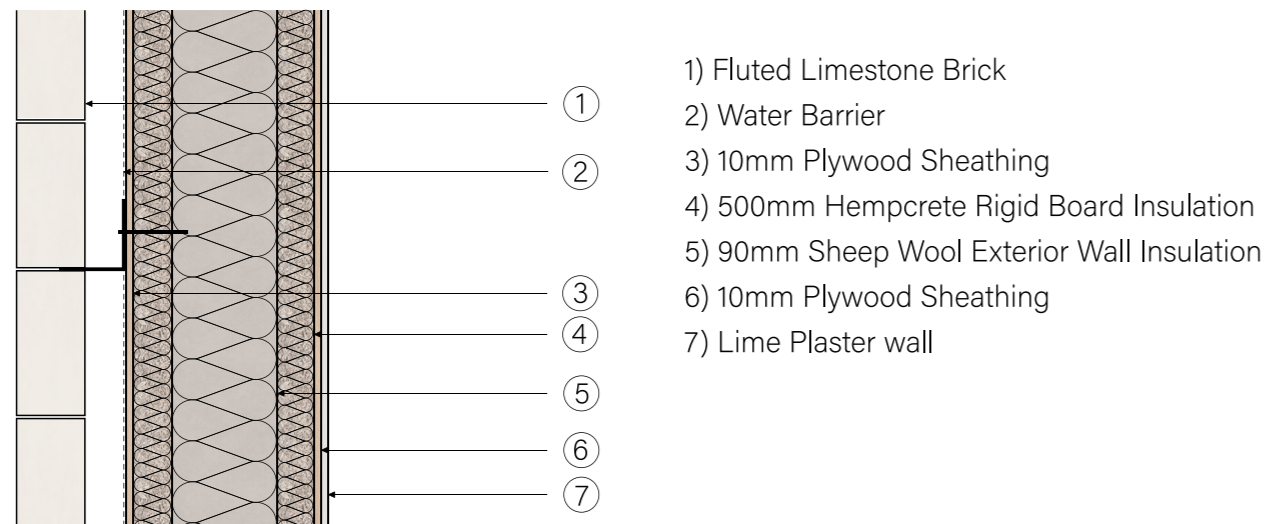 1
2
3
4
5
6
7
1) Fluted Limestone Brick
2) Water Barrier
3) 10mm Plywood Sheathing
4) 500mm Hempcrete Rigid Board Insulation
5) 90mm Sheep Wool Exterior Wall Insulation
6) 10mm Plywood Sheathing
7) Lime Plaster wall